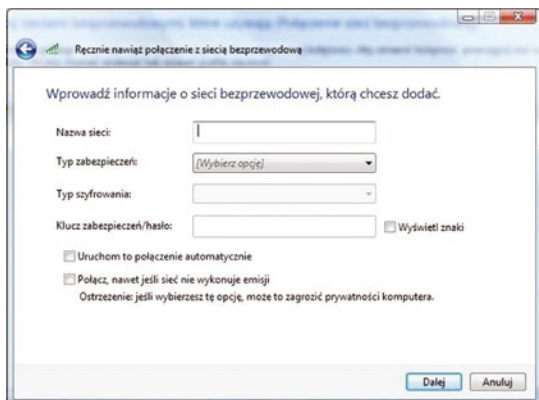 Ręcznie nawiąż połączenie z siecią bezprzewodową
Wprowadź informacje o sieci bezprzewodowej, którą chcesz dodać.
Nazwa sieci:
Typ zabezpieczeń: [Wybierz opcję]
Typ szyfrowania:
Klucz zabezpieczeń/hasło: Wyświetl znaki
Uruchom to połączenie automatycznie
Połącz, nawet jeśli sieć nie wykonuje emisji
Ostrzeżenie: jeśli wybierzesz tę opcję, może to zagrozić prywatności komputera.
Dalej Anuluj